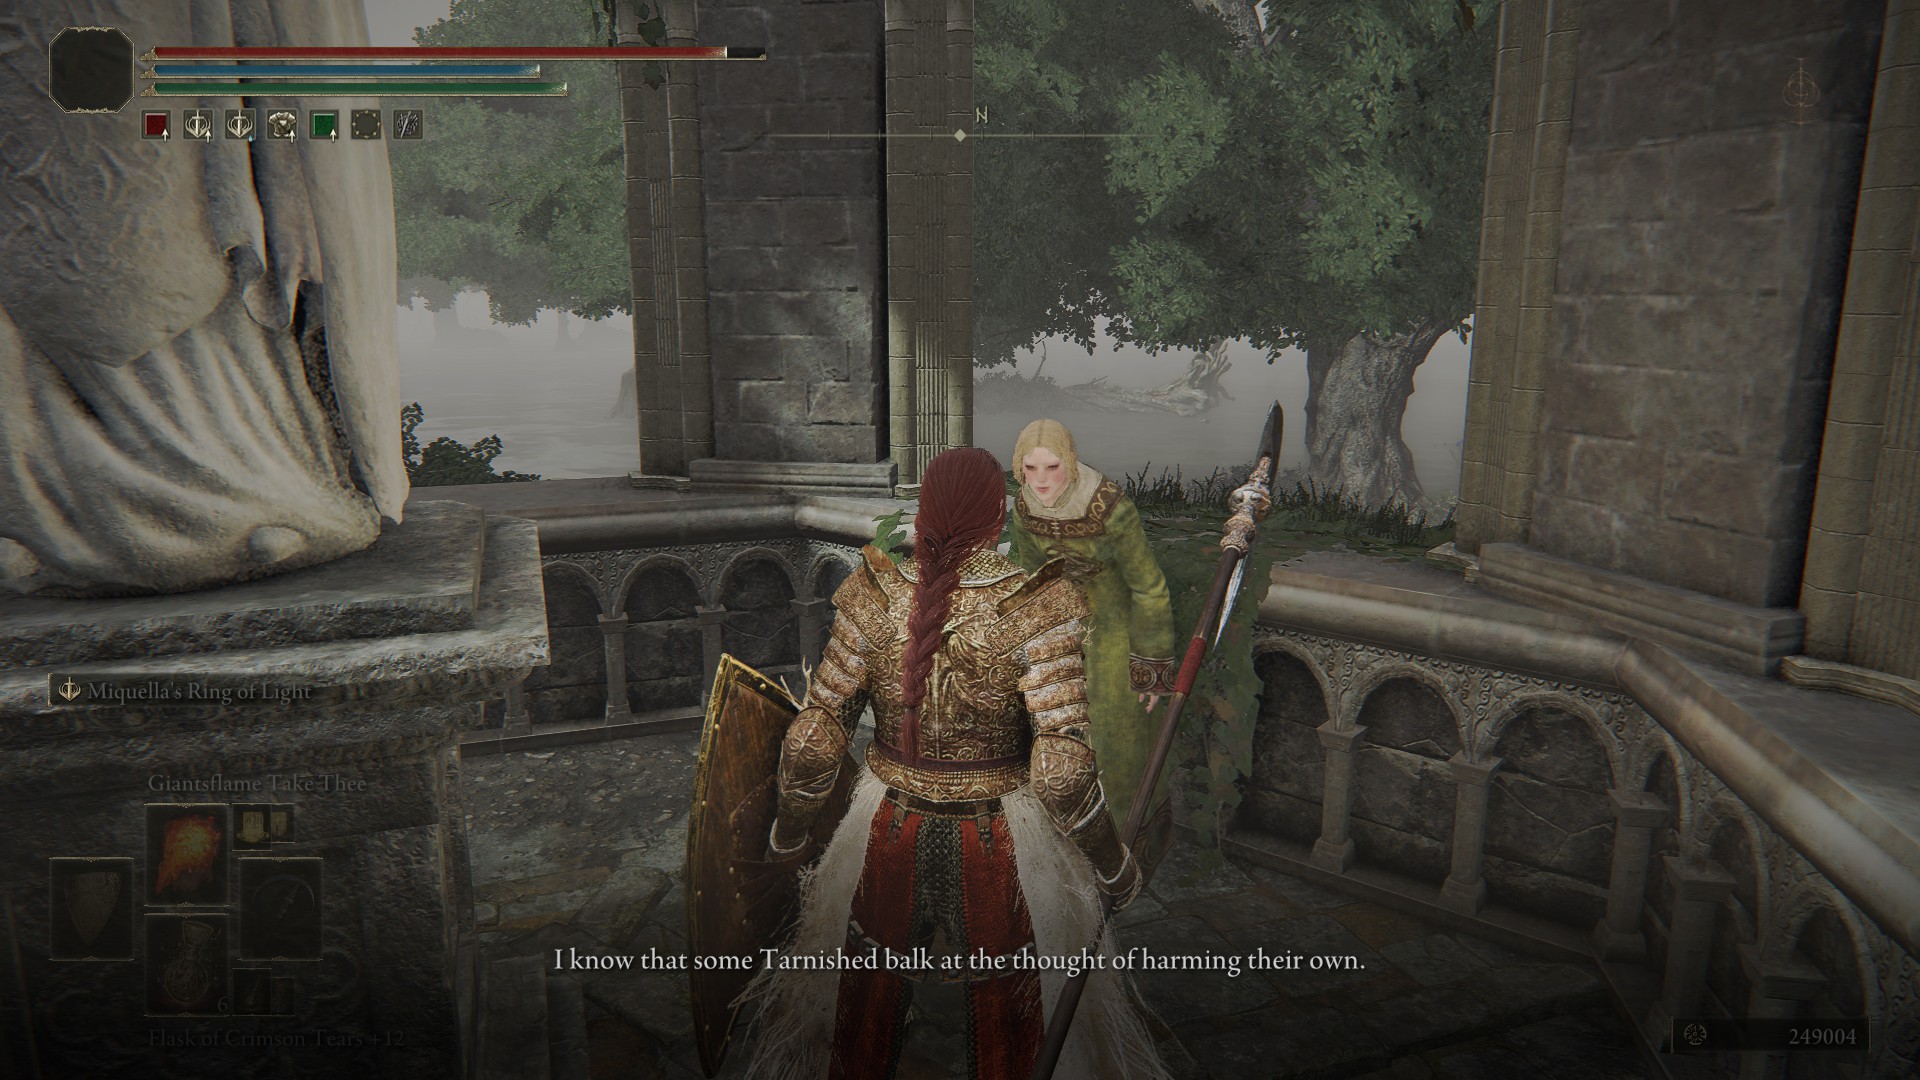 N
Miquella's Ring of Light
Giantsflame Take Thee
6
Flask of Crimson Tears +12
I know that some Tarnished balk at the thought of harming their own.
249004